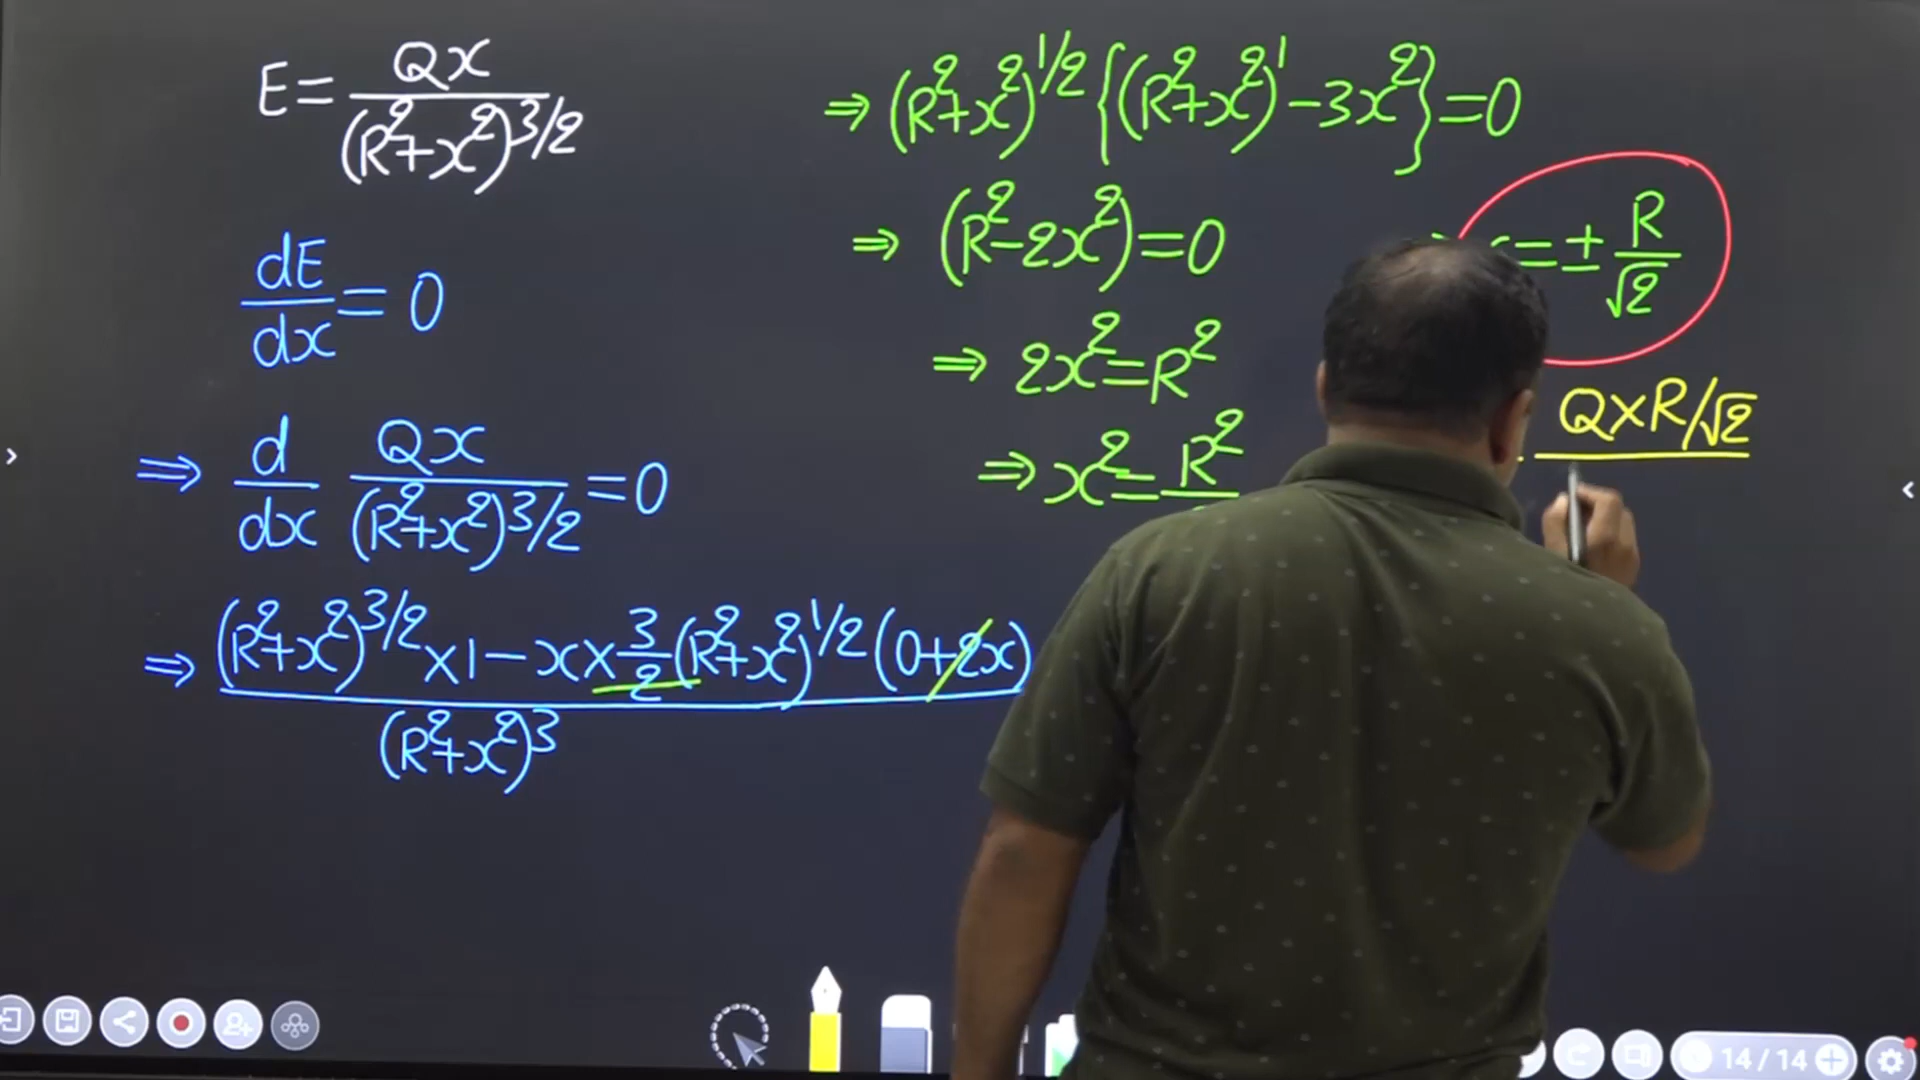 E = Qx / (R²+x²)^3/2
dE/dx = 0
⇒ d/dx Qx / (R²+x²)^3/2 = 0
⇒ (R²+x²)^3/2 × 1 − x × 3/2 (R²+x²)^1/2 (0+2x) / (R²+x²)^3
⇒ (R²+x²)^1/2 {(R²+x²)^1 − 3x²} = 0
⇒ (R²−2x²) = 0
⇒ 2x² = R²
⇒ x² = R²
= ± R/√2
Q×R/√2
14 / 14